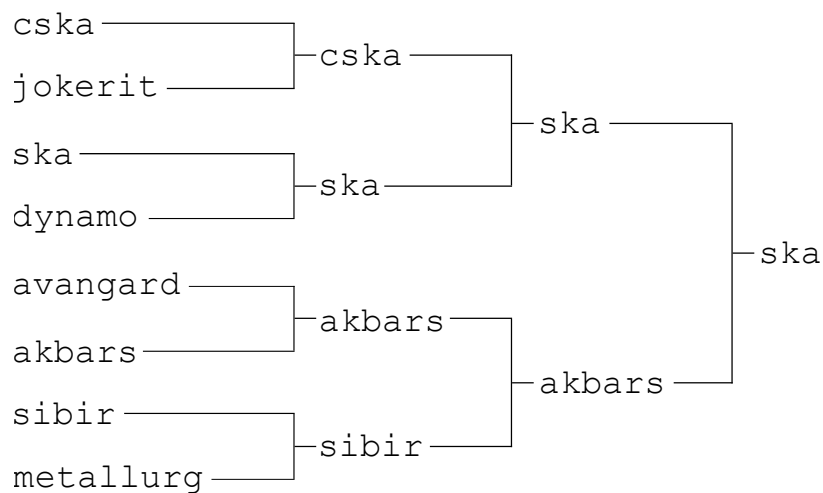 cska
cska
jokerit
ska
ska
ska
dynamo
ska
avangard
akbars
akbars
akbars
sibir
sibir
metallurg